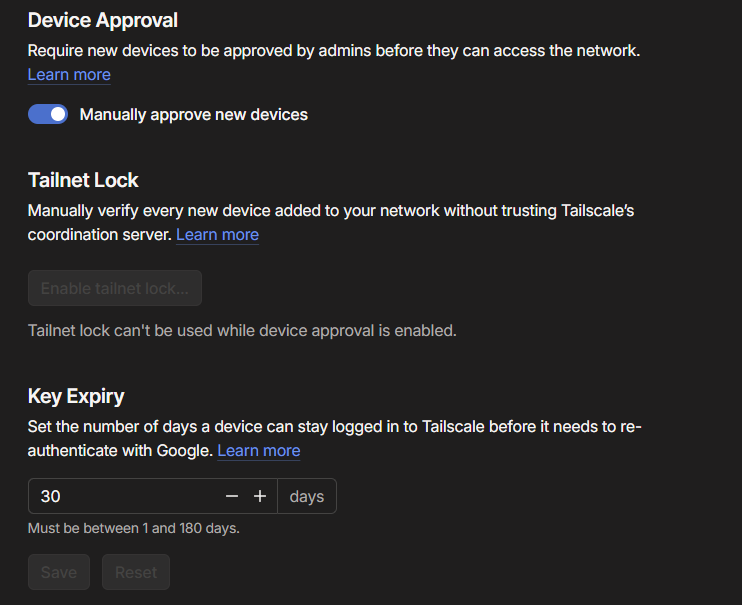 Device Approval
Require new devices to be approved by admins before they can access the network.
Learn more
Manually approve new devices
Tailnet Lock
Manually verify every new device added to your network without trusting Tailscale’s
coordination server. Learn more
Enable tailnet lock...
Tailnet lock can't be used while device approval is enabled.
Key Expiry
Set the number of days a device can stay logged in to Tailscale before it needs to re-
authenticate with Google. Learn more
30 − + days
Must be between 1 and 180 days.
Save Reset